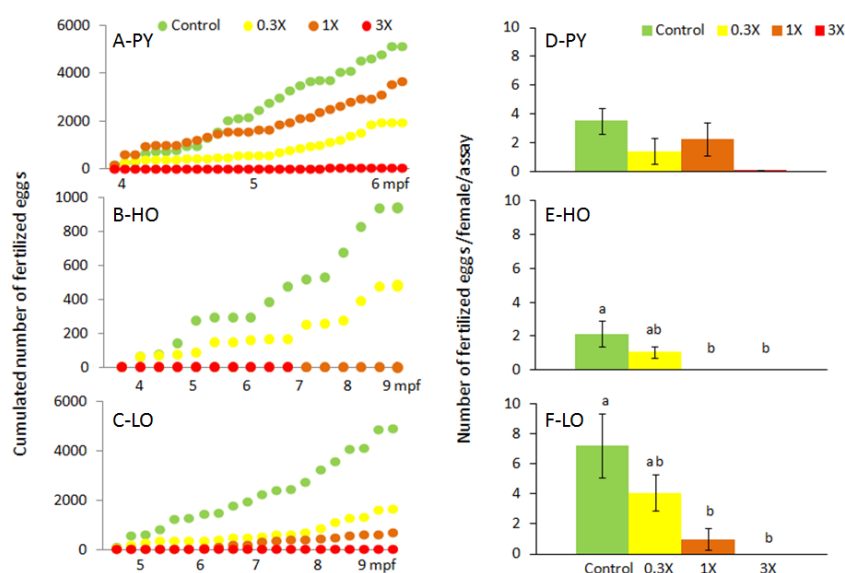 Cumulated number of fertilized eggs
Control 0.3X 1X 3X
A-PY
6000
4000
2000
0
4 5 6 mpf
B-HO
1000
800
600
400
200
0
4 5 6 7 8 9 mpf
C-LO
6000
4000
2000
0
5 6 7 8 9 mpf
Number of fertilized eggs/female/assay
Control 0.3X 1X 3X
D-PY
10
8
6
4
2
0
E-HO
10
8
6
4
2
0
a ab b b
F-LO
10
8
6
4
2
0
a ab b b
Control 0.3X 1X 3X